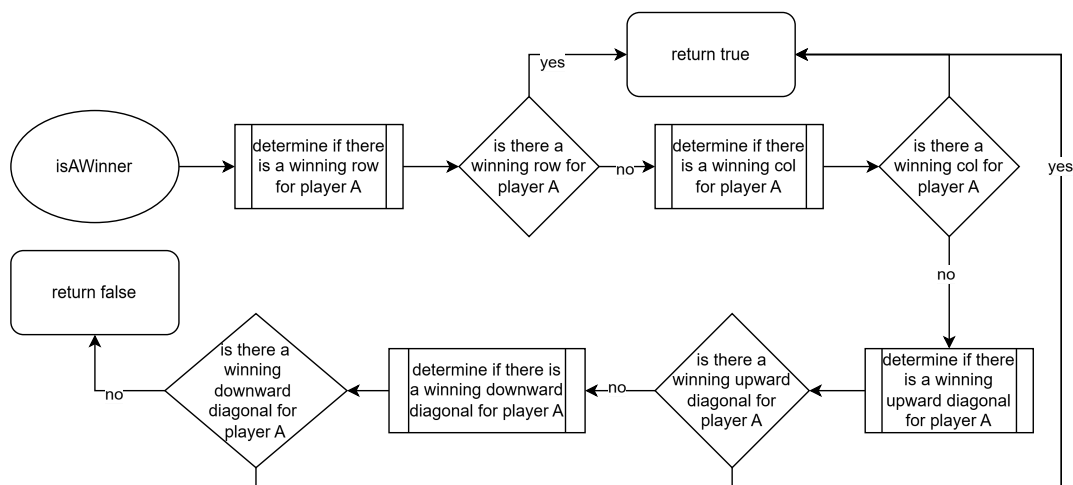 return true
yes
isAWinner
determine if there
is a winning row
for player A
is there a
winning row for
player A
no
determine if there
is a winning col
for player A
is there a
winning col for
player A
yes
no
return false
no
is there a
winning
downward
diagonal for
player A
determine if there is
a winning downward
diagonal for player A
no
is there a
winning upward
diagonal for
player A
determine if there
is a winning
upward diagonal
for player A